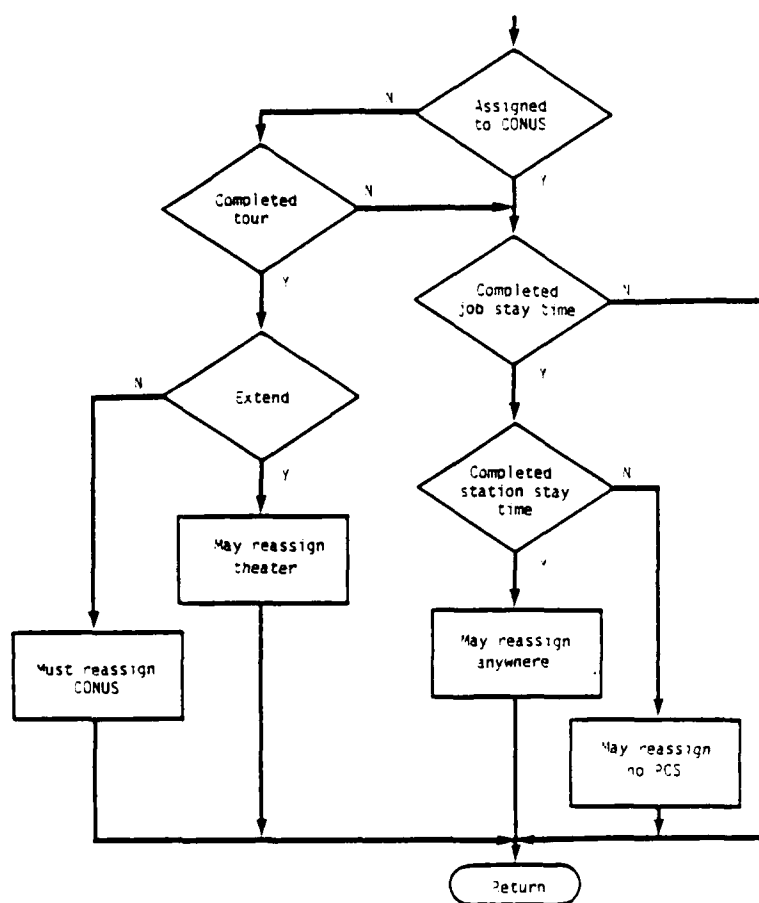 Assigned
to CONUS
N
Y
Completed
tour
N
Y
Completed
job stay time
N
Y
Extend
N
Y
Completed
station stay
time
N
Y
May reassign
theater
May reassign
anywhere
Must reassign
CONUS
May reassign
no PCS
Return